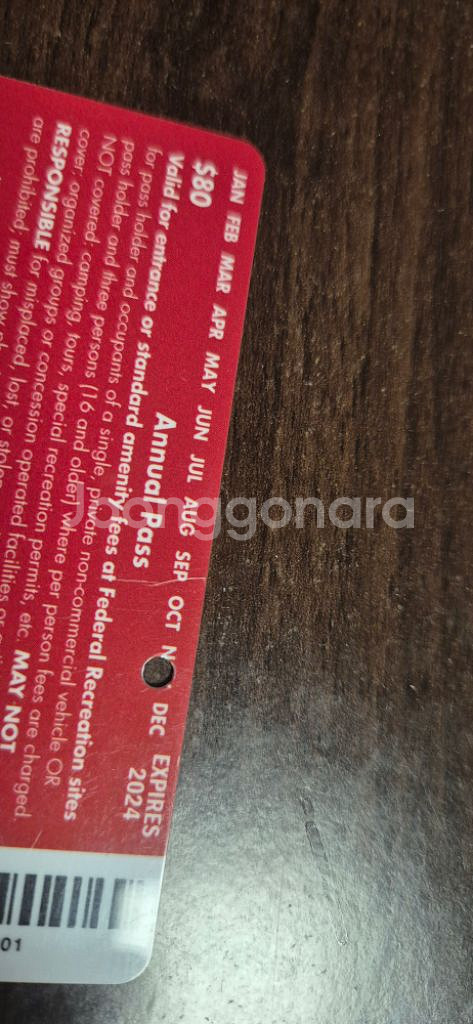 JAN FEB MAR APR MAY JUN JUL AUG SEP OCT DEC EXPIRES
2024
$80 Annual Pass
Valid for entrance or standard amenity fees at Federal Recreation sites
for pass holder and occupants of a single, private non-commercial vehicle OR
pass holder and three persons (16 and older) where per person fees are charged
NOT covered: camping, tours, special recreation permits, etc. MAY NOT
cover organized groups or concession operated facilities or
RESPONSIBLE for misplaced, lost, or stolen
are prohibited, must show
01
Joonggonara